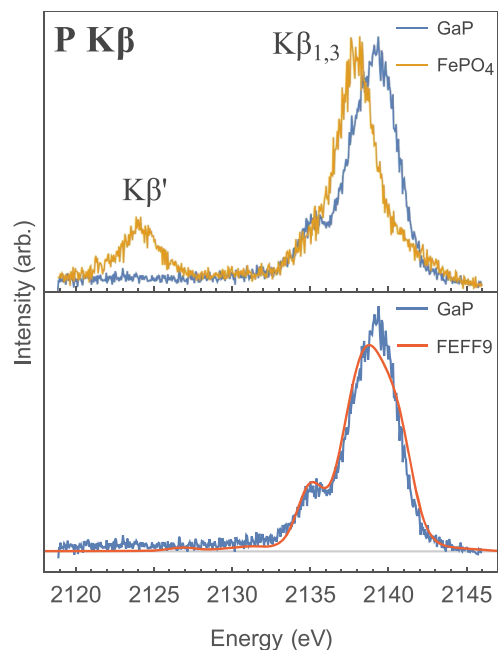 P Kβ
Kβ1,3
GaP
FePO4
Kβ'
Intensity (arb.)
GaP
FEFF9
2120 2125 2130 2135 2140 2145
Energy (eV)